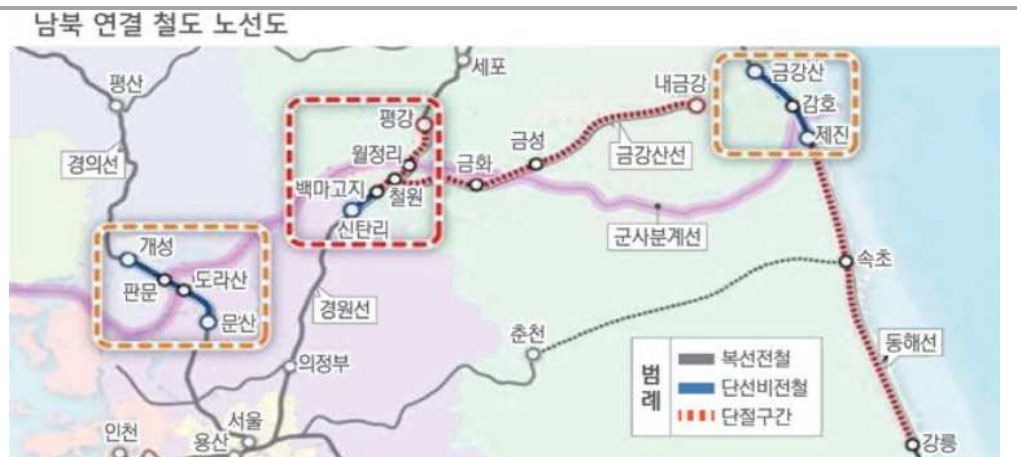 남북 연결 철도 노선도
세포
평산
금강산
내금강
감호
평강
제진
경의선
월정리
금성
금강산선
금화
백마고지
철원
신탄리
군사분계선
개성
속초
판문
도라산
경원선
문산
춘천
동해선
의정부
범례
복선전철
단선비전철
단절구간
서울
인천
용산
강릉